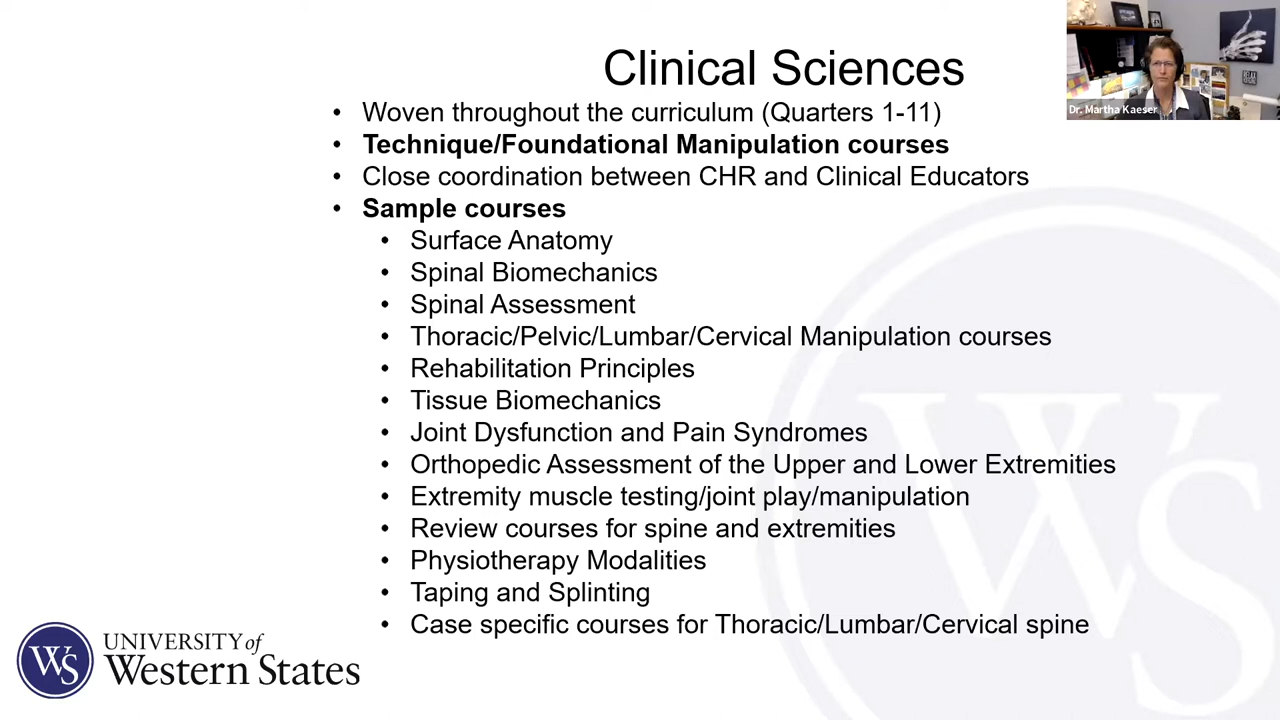 Clinical Sciences
• Woven throughout the curriculum (Quarters 1-11)
• Technique/Foundational Manipulation courses
• Close coordination between CHR and Clinical Educators
• Sample courses
• Surface Anatomy
• Spinal Biomechanics
• Spinal Assessment
• Thoracic/Pelvic/Lumbar/Cervical Manipulation courses
• Rehabilitation Principles
• Tissue Biomechanics
• Joint Dysfunction and Pain Syndromes
• Orthopedic Assessment of the Upper and Lower Extremities
• Extremity muscle testing/joint play/manipulation
• Review courses for spine and extremities
• Physiotherapy Modalities
• Taping and Splinting
• Case specific courses for Thoracic/Lumbar/Cervical spine
Dr. Martha Kaeser
RELAX
WS
UNIVERSITY of
Western States
WS